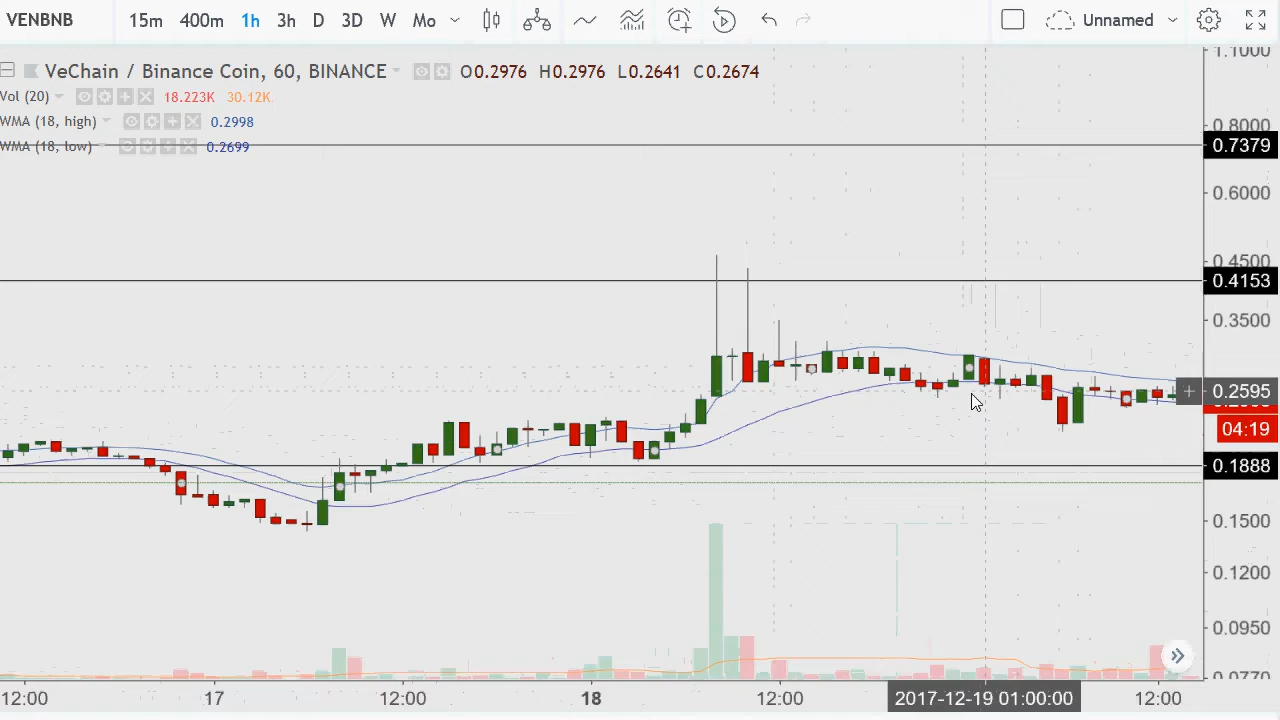 VENBNB 15m 400m 1h 3h D 3D W Mo Unnamed
VeChain / Binance Coin, 60, BINANCE O0.2976 H0.2976 L0.2641 C0.2674
Vol (20) 18.223K 30.12K
WMA (18, high) 0.2998
WMA (18, low) 0.2699
1.1000
0.8000
0.7379
0.6000
0.4500
0.4153
0.3500
0.2595
04:19
0.1888
0.1500
0.1200
0.0950
0.0770
12:00 17 12:00 18 12:00 2017-12-19 01:00:00 12:00